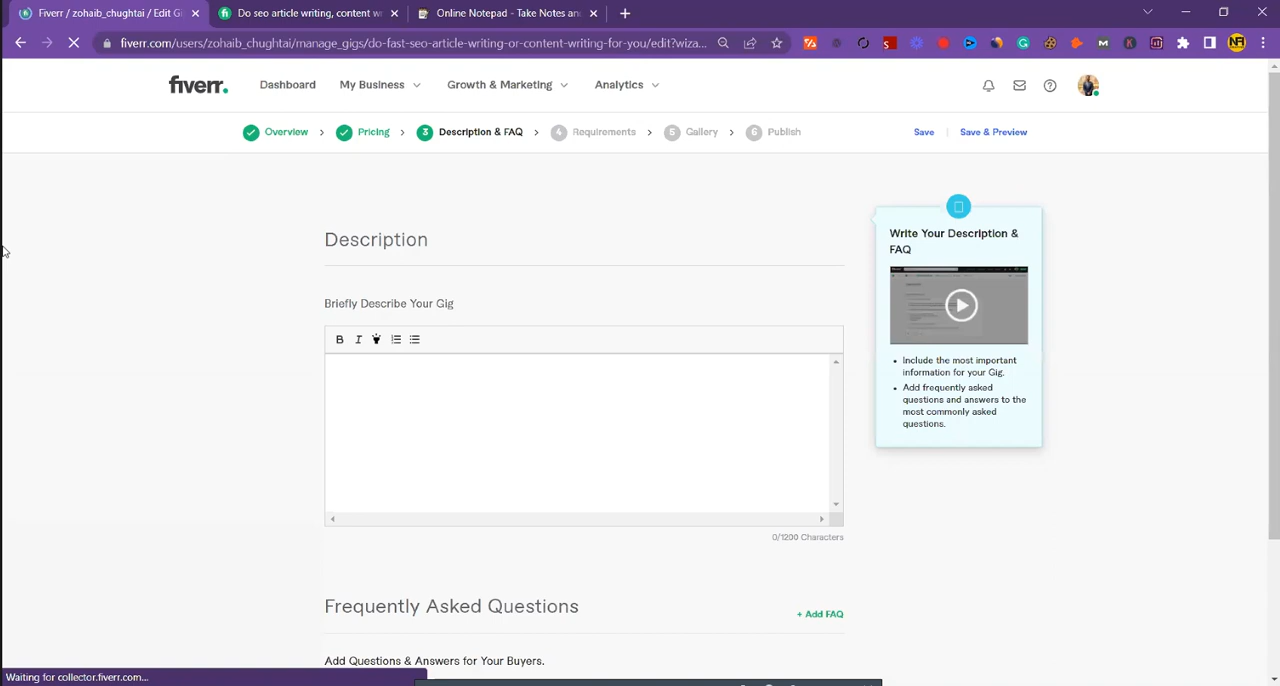 Fiverr / zohaib_chughtai / Edit G
Do seo article writing, content w
Online Notepad - Take Notes an
fiverr.com/users/zohaib_chughtai/manage_gigs/do-fast-seo-article-writing-or-content-writing-for-you/edit?wiza...
fiverr.
Dashboard
My Business
Growth & Marketing
Analytics
Overview
Pricing
3 Description & FAQ
4 Requirements
5 Gallery
6 Publish
Save
Save & Preview
Description
Write Your Description &
FAQ
Briefly Describe Your Gig
B I
Include the most important
information for your Gig.
Add frequently asked
questions and answers to the
most commonly asked
questions.
0/1200 Characters
Frequently Asked Questions
+ Add FAQ
Add Questions & Answers for Your Buyers.
Waiting for collector.fiverr.com...